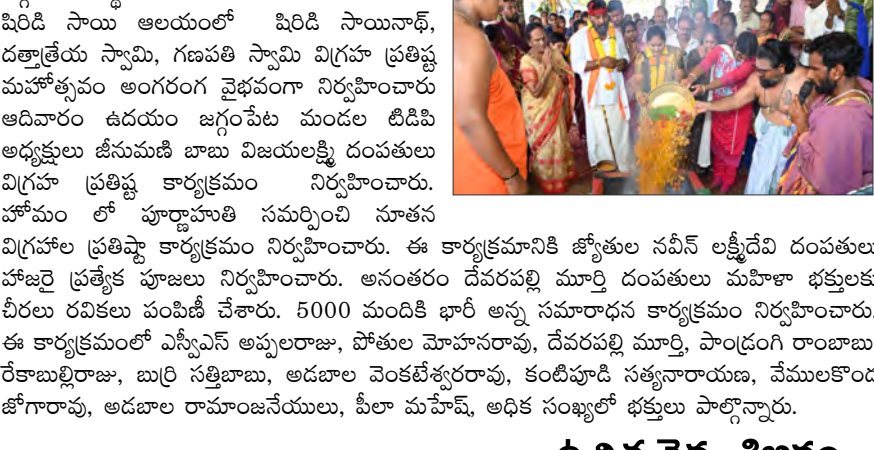 షిరిడి సాయి ఆలయంలో షిరిడి సాయినాథ్,
దత్తాత్రేయ స్వామి, గణపతి స్వామి విగ్రహ ప్రతిష్ట
మహోత్సవం అంగరంగ వైభవంగా నిర్వహించారు
ఆదివారం ఉదయం జగ్గంపేట మండల టిడిపి
అధ్యక్షులు జీనుమణి బాబు విజయలక్ష్మి దంపతులు
విగ్రహ ప్రతిష్ట కార్యక్రమం నిర్వహించారు.
హోమం లో పూర్ణాహుతి సమర్పించి నూతన
విగ్రహాల ప్రతిష్టా కార్యక్రమం నిర్వహించారు. ఈ కార్యక్రమానికి జ్యోతుల నవీన్ లక్ష్మీదేవి దంపతులు
హాజరై ప్రత్యేక పూజలు నిర్వహించారు. అనంతరం దేవరపల్లి మూర్తి దంపతులు మహిళా భక్తులకు
చీరలు రవికలు పంపిణీ చేశారు. 5000 మందికి భారీ అన్న సమారాధన కార్యక్రమం నిర్వహించారు.
ఈ కార్యక్రమంలో ఎస్వీఎస్ అప్పలరాజు, పోతుల మోహనరావు, దేవరపల్లి మూర్తి, పాండ్రంగి రాంబాబు
రేకాబుల్లిరాజు, బుర్రి సత్తిబాబు, అడబాల వెంకటేశ్వరరావు, కంటిపూడి సత్యనారాయణ, వేములకొండ
జోగారావు, అడబాల రామాంజనేయులు, పీలా మహేష్, అధిక సంఖ్యలో భక్తులు పాల్గొన్నారు.